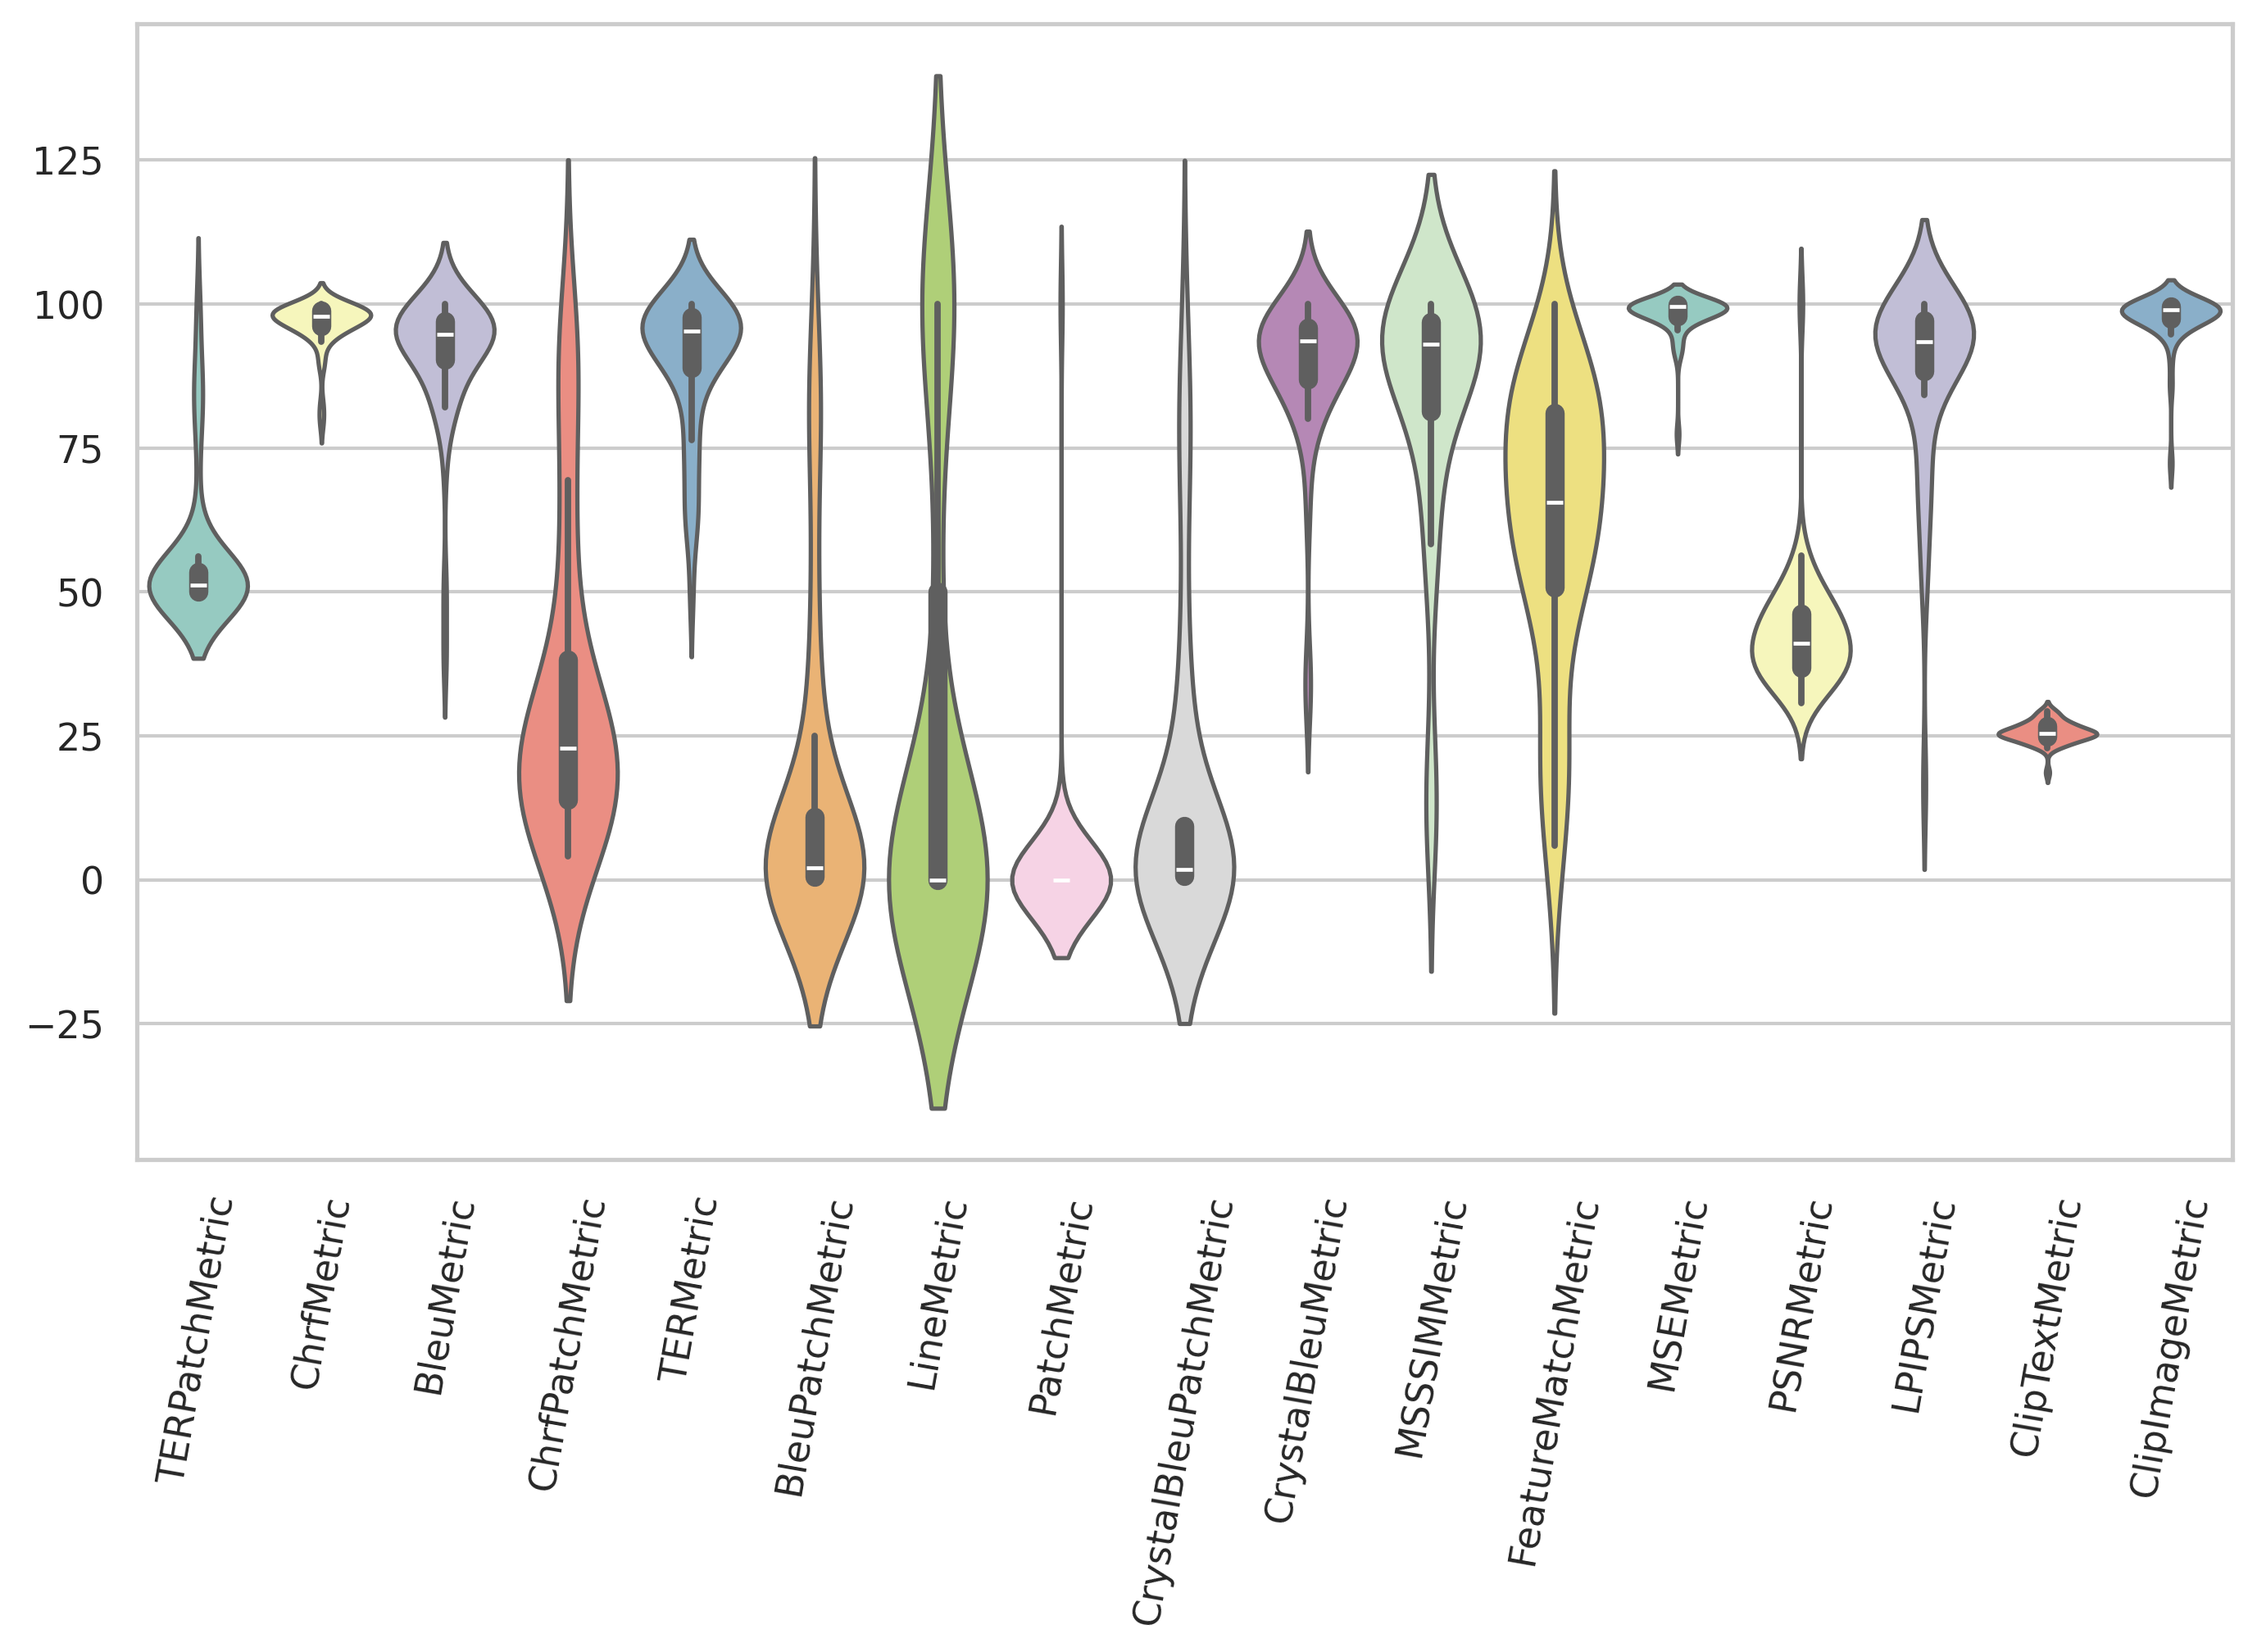 125
100
75
50
25
0
−25
TERPatchMetric
ChrfMetric
BleuMetric
ChrfPatchMetric
TERMetric
BleuPatchMetric
LineMetric
PatchMetric
CrystalBleuPatchMetric
CrystalBleuMetric
MSSSIMMetric
FeatureMatchMetric
MSEMetric
PSNRMetric
LPIPSMetric
ClipTextMetric
ClipImageMetric